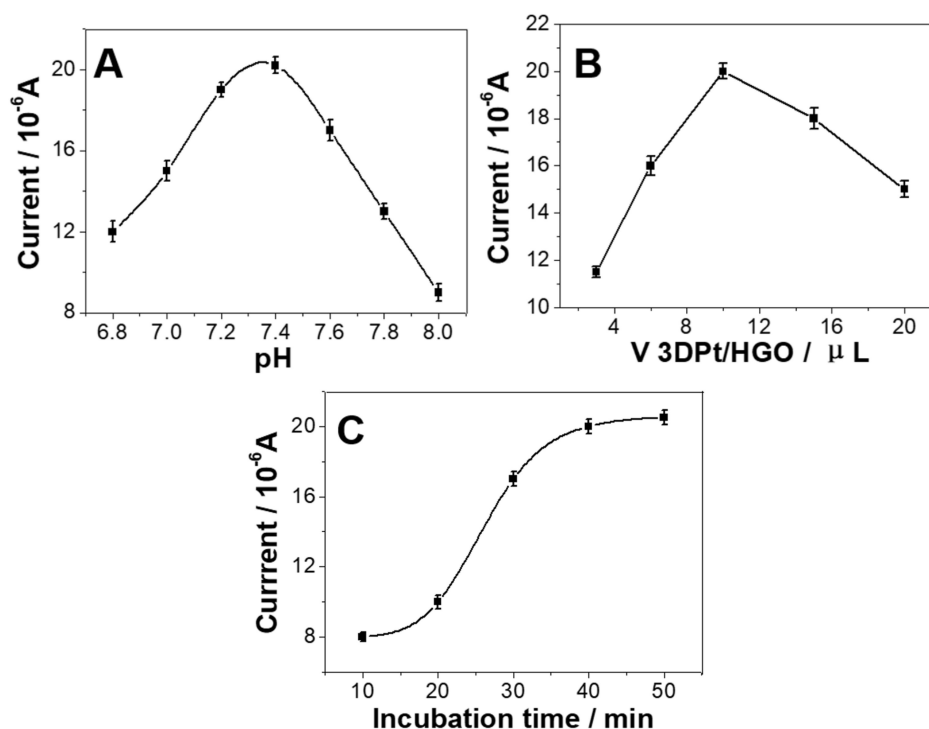 A
Current / 10⁻⁶A
20
16
12
8
6.8 7.0 7.2 7.4 7.6 7.8 8.0
pH
B
Current / 10⁻⁶A
22
20
18
16
14
12
10
4 8 12 16 20
V 3DPt/HGO / μ L
C
Currrent / 10⁻⁶A
20
16
12
8
10 20 30 40 50
Incubation time / min